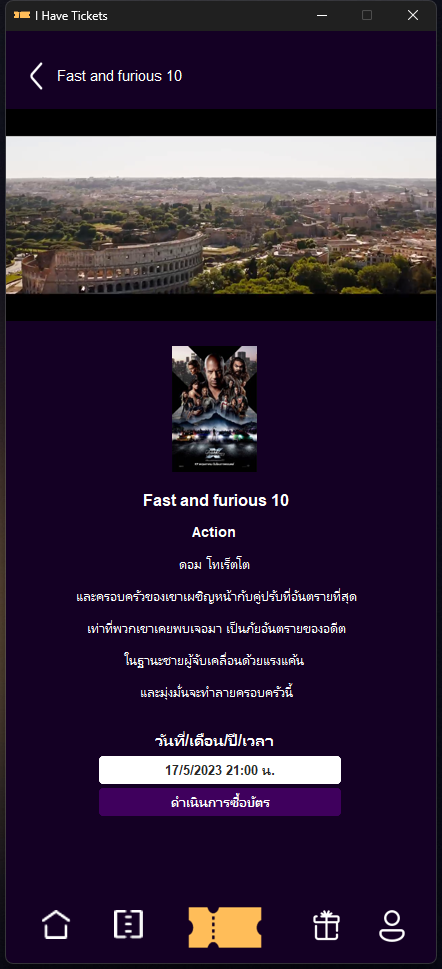 I Have Tickets
Fast and furious 10
Fast and furious 10
Action
ดอม โทเร็ตโต
และครอบครัวของเขาเผชิญหน้ากับคู่ปรับที่อันตรายที่สุด
เท่าที่พวกเขาเคยพบเจอมา เป็นภัยอันตรายของอดีต
ในฐานะชายผู้จับเคลื่อนด้วยแรงแค้น
และมุ่งมั่นจะทำลายครอบครัวนี้
วันที่/เดือน/ปี/เวลา
17/5/2023 21:00 น.
ดำเนินการซื้อบัตร